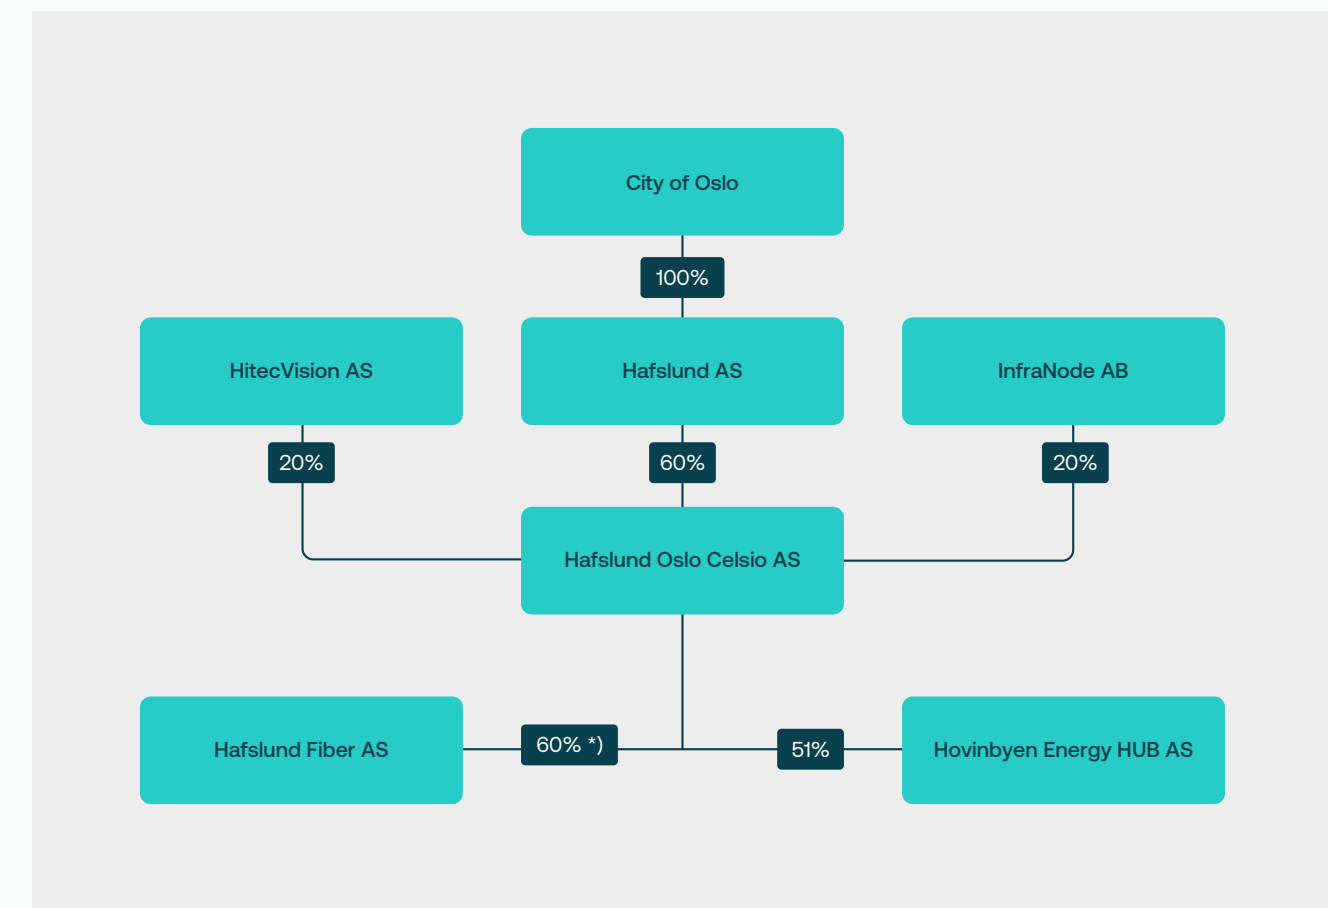 City of Oslo
100%
HitecVision AS
Hafslund AS
InfraNode AB
20%
60%
20%
Hafslund Oslo Celsio AS
Hafslund Fiber AS
60% *)
51%
Hovinbyen Energy HUB AS